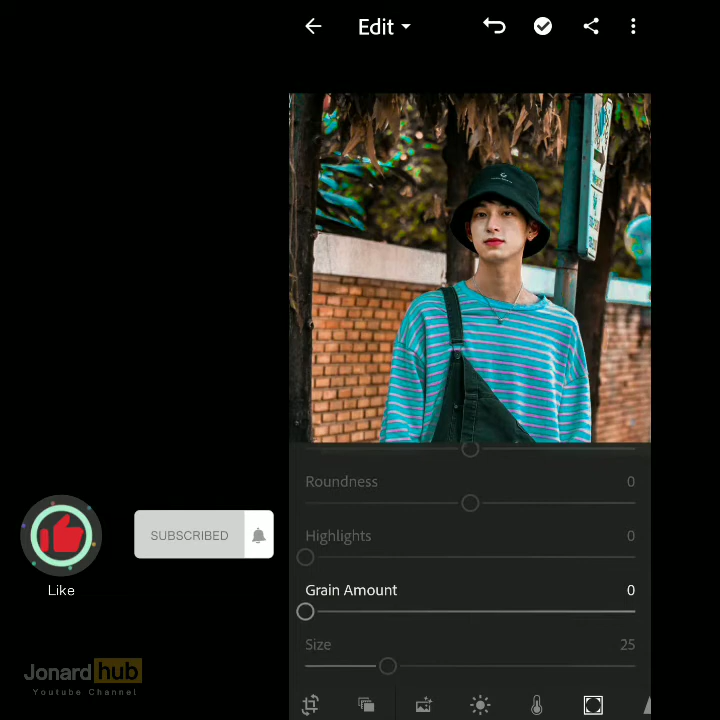 Edit
Roundness 0
Highlights 0
Grain Amount 0
Size 25
SUBSCRIBED
Like
Jonard hub
Youtube Channel